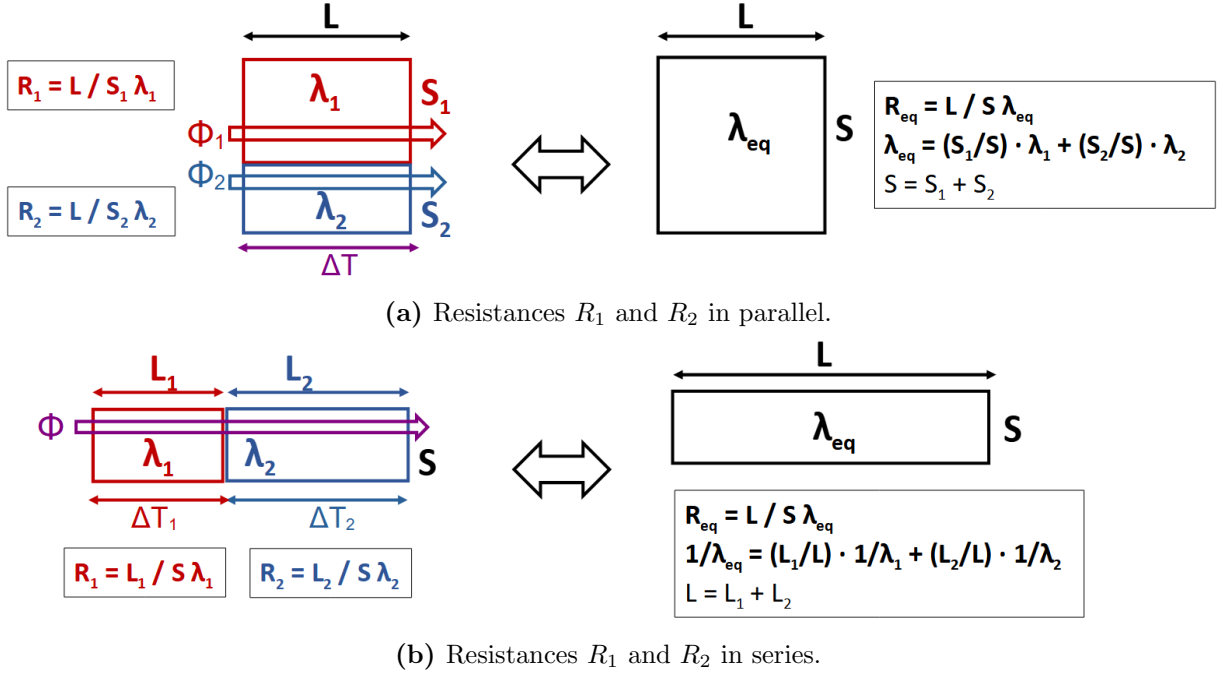 L
R₁ = L / S₁ λ₁
λ₁
S₁
Φ₁
Φ₂
R₂ = L / S₂ λ₂
λ₂
S₂
ΔT
L
λeq
S
Req = L / S λeq
λeq = (S₁/S) · λ₁ + (S₂/S) · λ₂
S = S₁ + S₂
(a) Resistances R₁ and R₂ in parallel.
L₁
L₂
Φ
λ₁
λ₂
S
ΔT₁
ΔT₂
R₁ = L₁ / S λ₁
R₂ = L₂ / S λ₂
L
λeq
S
Req = L / S λeq
1/λeq = (L₁/L) · 1/λ₁ + (L₂/L) · 1/λ₂
L = L₁ + L₂
(b) Resistances R₁ and R₂ in series.